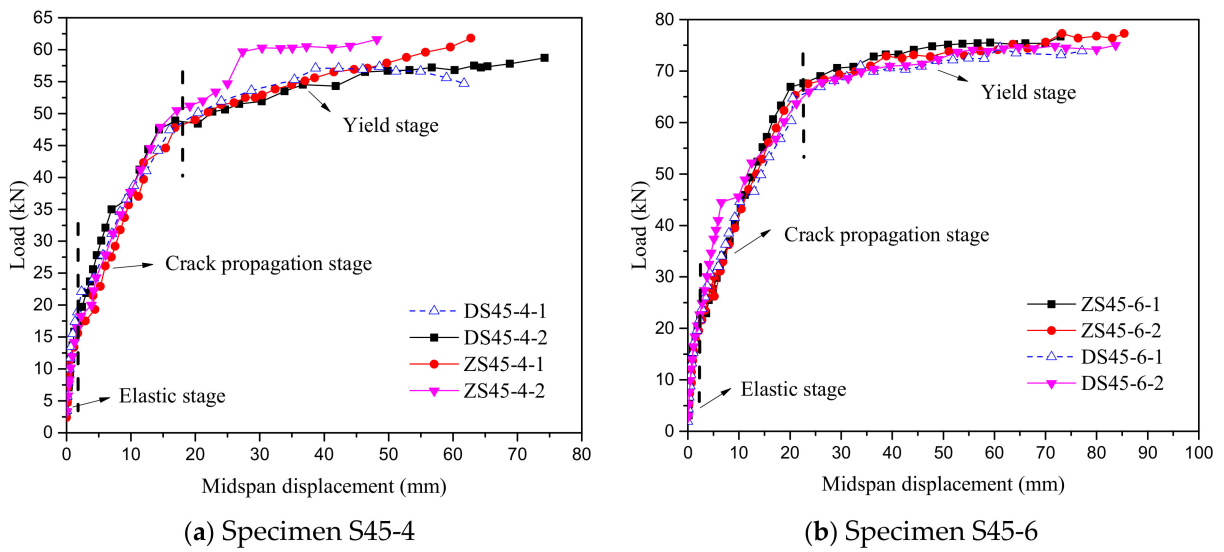 65
60
55
50
45
40
35
30
25
20
15
10
5
0
Load (kN)
Yield stage
Crack propagation stage
Elastic stage
DS45-4-1
DS45-4-2
ZS45-4-1
ZS45-4-2
0 10 20 30 40 50 60 70 80
Midspan displacement (mm)
(a) Specimen S45-4
80
70
60
50
40
30
20
10
0
Load (kN)
Yield stage
Crack propagation stage
Elastic stage
ZS45-6-1
ZS45-6-2
DS45-6-1
DS45-6-2
0 10 20 30 40 50 60 70 80 90 100
Midspan displacement (mm)
(b) Specimen S45-6